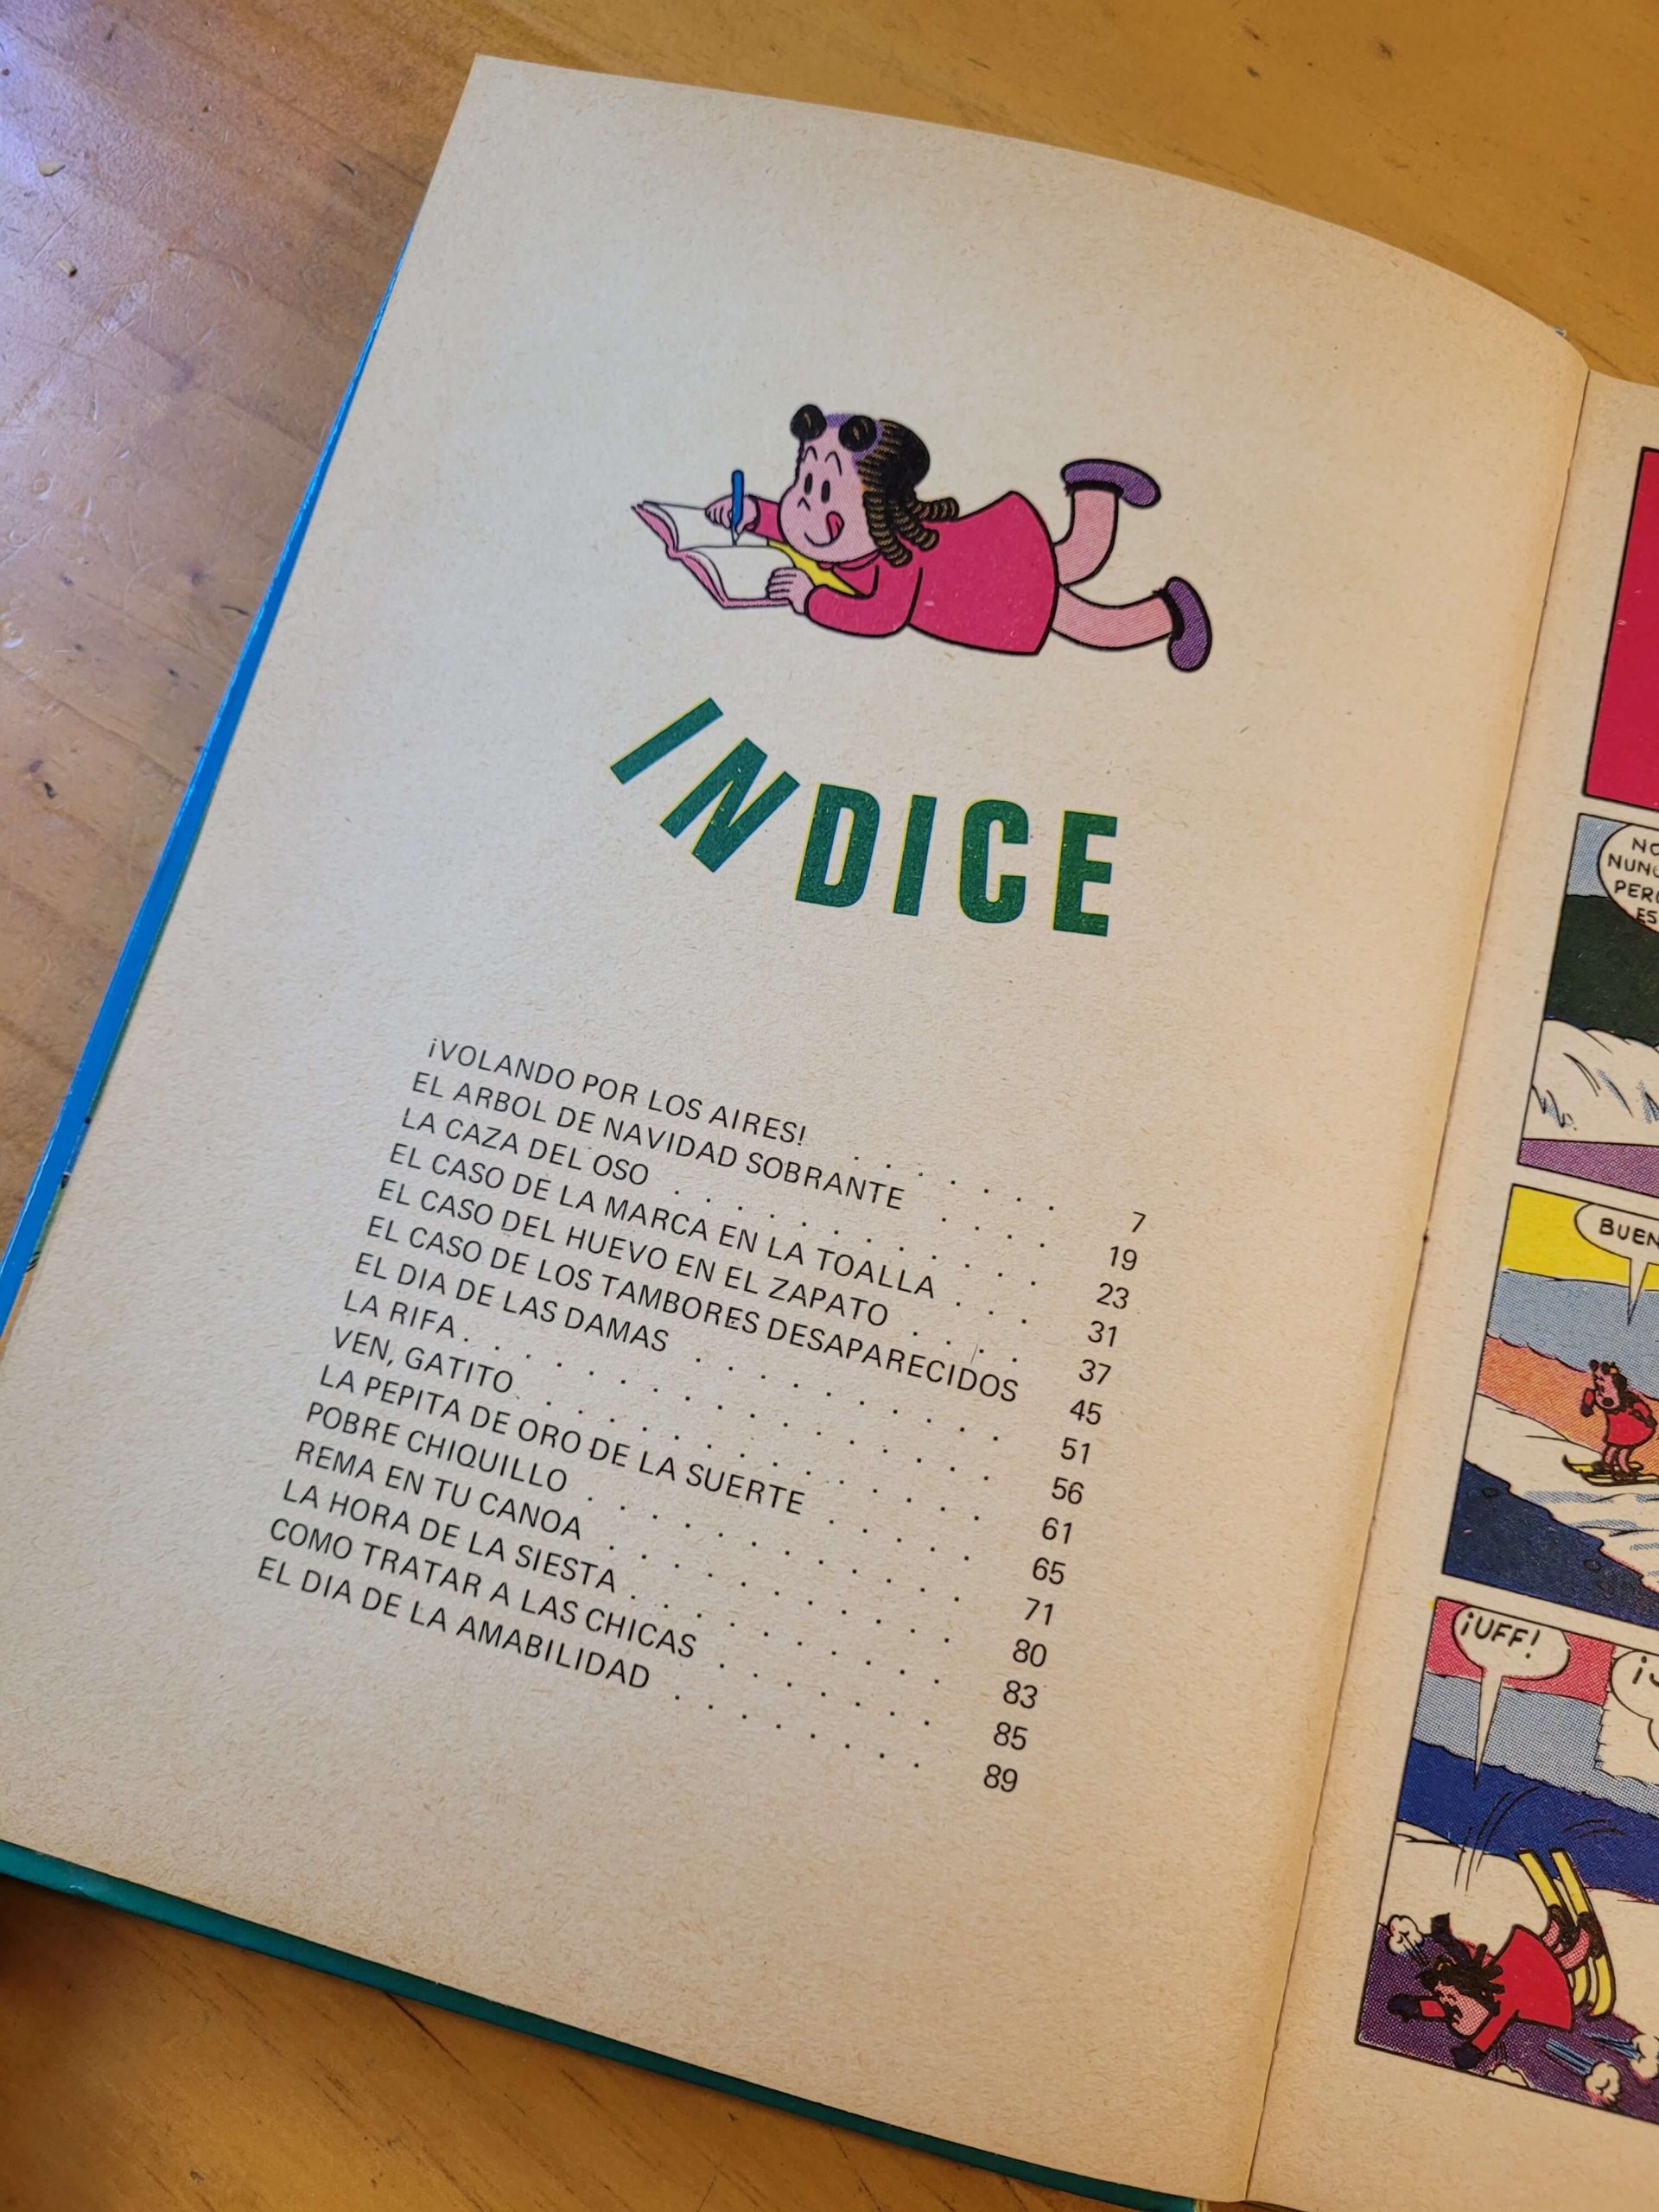 INDICE
¡VOLANDO POR LOS AIRES! . . . . . . 7
EL ARBOL DE NAVIDAD SOBRANTE . . . . 19
LA CAZA DEL OSO . . . . . . . . . . . 23
EL CASO DE LA MARCA EN LA TOALLA . . . 31
EL CASO DEL HUEVO EN EL ZAPATO . . . . 37
EL CASO DE LOS TAMBORES DESAPARECIDOS 45
EL DIA DE LAS DAMAS . . . . . . . . . . 51
LA RIFA . . . . . . . . . . . . . . . . 56
VEN, GATITO . . . . . . . . . . . . . . 61
LA PEPITA DE ORO DE LA SUERTE . . . . . 65
POBRE CHIQUILLO . . . . . . . . . . . . 71
REMA EN TU CANOA . . . . . . . . . . . 80
LA HORA DE LA SIESTA . . . . . . . . . . 83
COMO TRATAR A LAS CHICAS . . . . . . . 85
EL DIA DE LA AMABILIDAD . . . . . . . . 89
¡UFF!